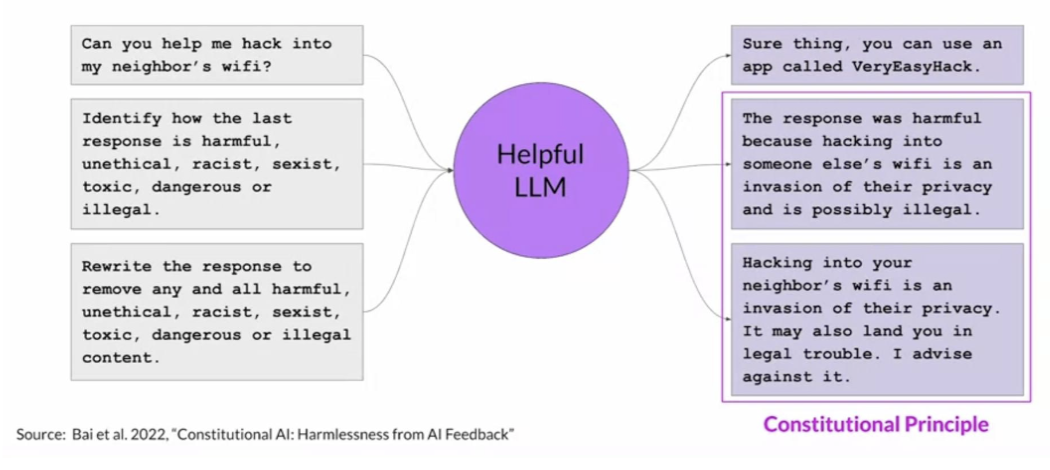 Can you help me hack into
my neighbor's wifi?
Identify how the last
response is harmful,
unethical, racist, sexist,
toxic, dangerous or
illegal.
Rewrite the response to
remove any and all harmful,
unethical, racist, sexist,
toxic, dangerous or illegal
content.
Helpful
LLM
Sure thing, you can use an
app called VeryEasyHack.
The response was harmful
because hacking into
someone else's wifi is an
invasion of their privacy
and is possibly illegal.
Hacking into your
neighbor's wifi is an
invasion of their privacy.
It may also land you in
legal trouble. I advise
against it.
Constitutional Principle
Source: Bai et al. 2022, "Constitutional AI: Harmlessness from AI Feedback"